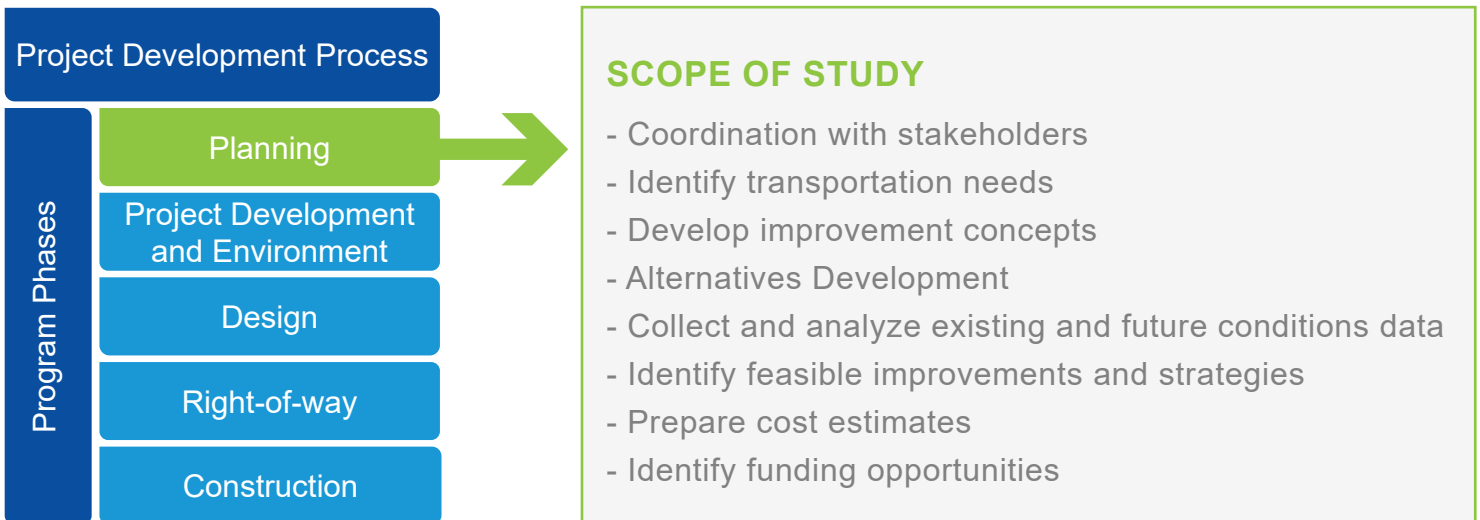 Project Development Process
Program Phases
Planning
Project Development
and Environment
Design
Right-of-way
Construction
SCOPE OF STUDY
- Coordination with stakeholders
- Identify transportation needs
- Develop improvement concepts
- Alternatives Development
- Collect and analyze existing and future conditions data
- Identify feasible improvements and strategies
- Prepare cost estimates
- Identify funding opportunities